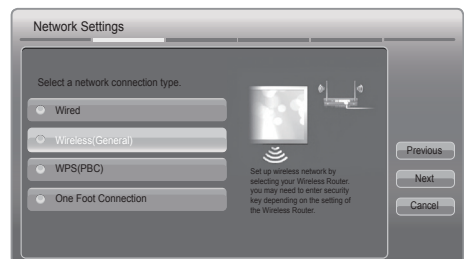 Network Settings
Select a network connection type.
Wired
Wireless(General)
WPS(PBC)
One Foot Connection
Set up wireless network by
selecting your Wireless Router.
you may need to enter security
key depending on the setting of
the Wireless Router.
Previous
Next
Cancel